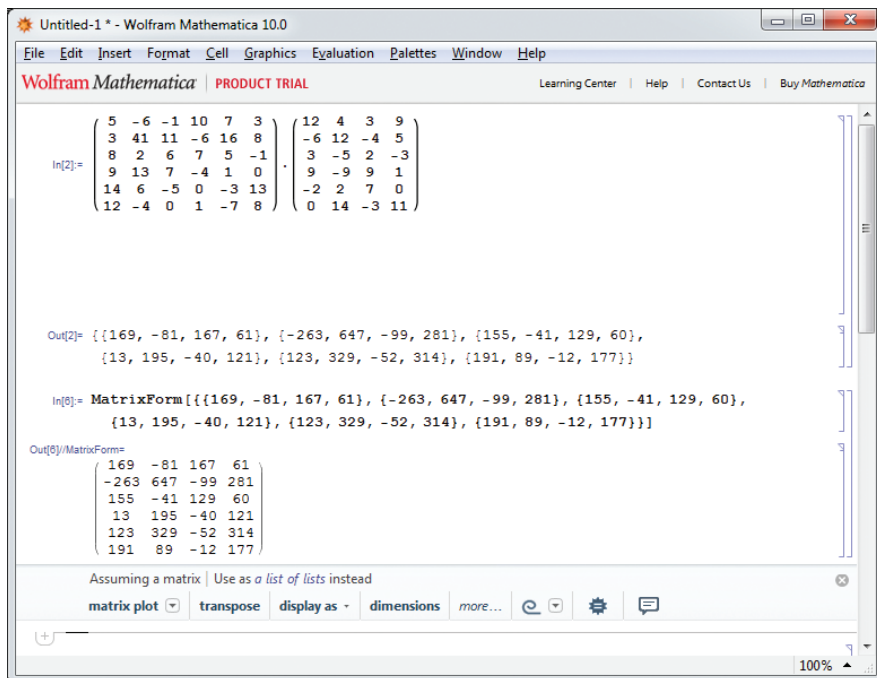 Untitled-1 * - Wolfram Mathematica 10.0
File Edit Insert Format Cell Graphics Evaluation Palettes Window Help
Wolfram Mathematica | PRODUCT TRIAL Learning Center | Help | Contact Us | Buy Mathematica
5 -6 -1 10 7 3 12 4 3 9
3 41 11 -6 16 8 -6 12 -4 5
In[2]:= 8 2 6 7 5 -1 . 3 -5 2 -3
9 13 7 -4 1 0 9 -9 9 1
14 6 -5 0 -3 13 -2 2 7 0
12 -4 0 1 -7 8 0 14 -3 11
Out[2]= {{169, -81, 167, 61}, {-263, 647, -99, 281}, {155, -41, 129, 60},
{13, 195, -40, 121}, {123, 329, -52, 314}, {191, 89, -12, 177}}
In[6]:= MatrixForm[{{169, -81, 167, 61}, {-263, 647, -99, 281}, {155, -41, 129, 60},
{13, 195, -40, 121}, {123, 329, -52, 314}, {191, 89, -12, 177}}]
Out[6]//MatrixForm=
169 -81 167 61
-263 647 -99 281
155 -41 129 60
13 195 -40 121
123 329 -52 314
191 89 -12 177
Assuming a matrix | Use as a list of lists instead
matrix plot transpose display as dimensions more...
100%